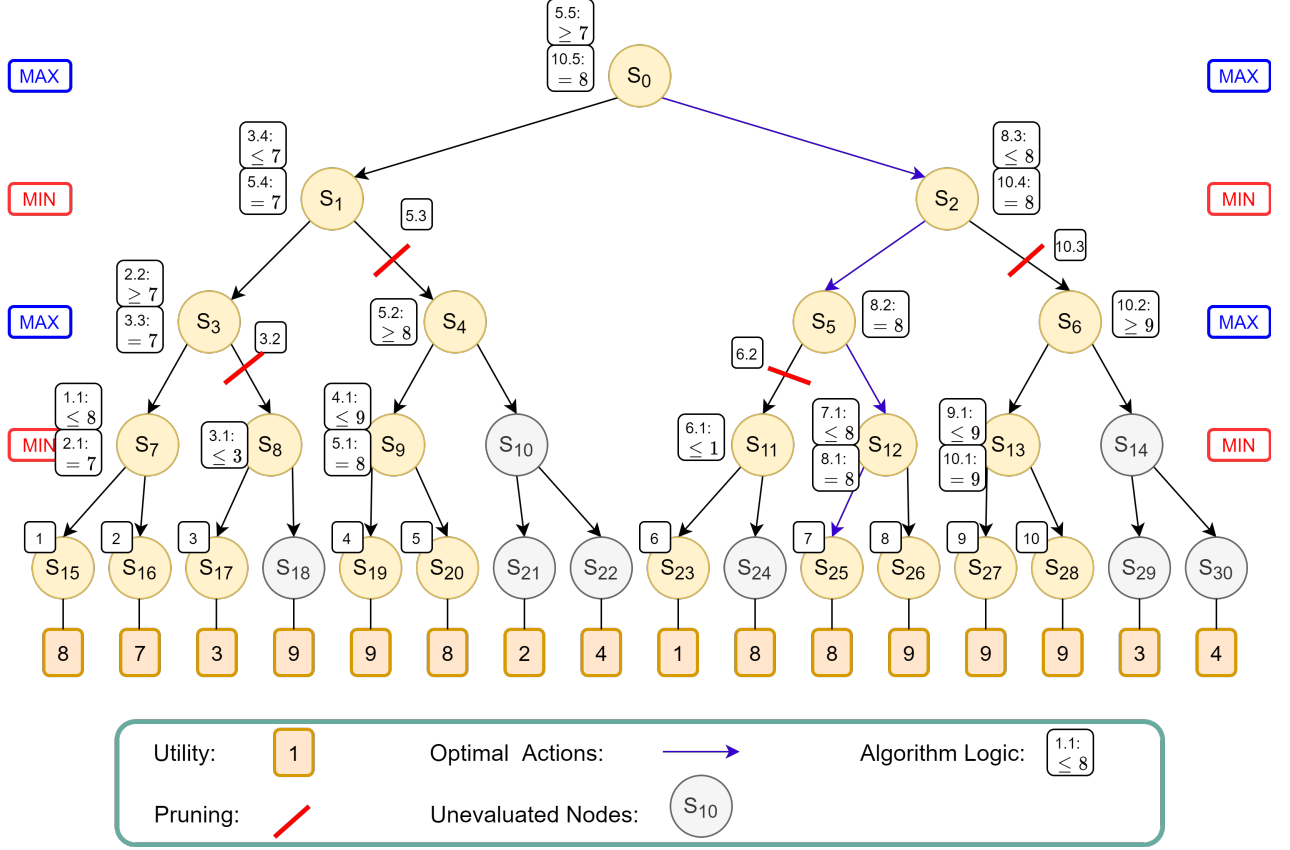 5.5:
≥ 7
10.5:
= 8
MAX
S0
MAX
3.4:
≤ 7
5.4:
= 7
8.3:
≤ 8
10.4:
= 8
MIN
S1
S2
MIN
5.3
10.3
2.2:
≥ 7
3.3:
= 7
5.2:
≥ 8
8.2:
= 8
10.2:
≥ 9
MAX
S3
S4
S5
S6
MAX
3.2
6.2
1.1:
≤ 8
2.1:
= 7
3.1:
≤ 3
4.1:
≤ 9
5.1:
= 8
6.1:
≤ 1
7.1:
≤ 8
8.1:
= 8
9.1:
≤ 9
10.1:
= 9
MIN
S7
S8
S9
S10
S11
S12
S13
S14
MIN
1
2
3
4
5
6
7
8
9
10
S15
S16
S17
S18
S19
S20
S21
S22
S23
S24
S25
S26
S27
S28
S29
S30
8
7
3
9
9
8
2
4
1
8
8
9
9
9
3
4
Utility:
1
Optimal Actions:
Algorithm Logic:
1.1:
≤ 8
Pruning:
Unevaluated Nodes:
S10